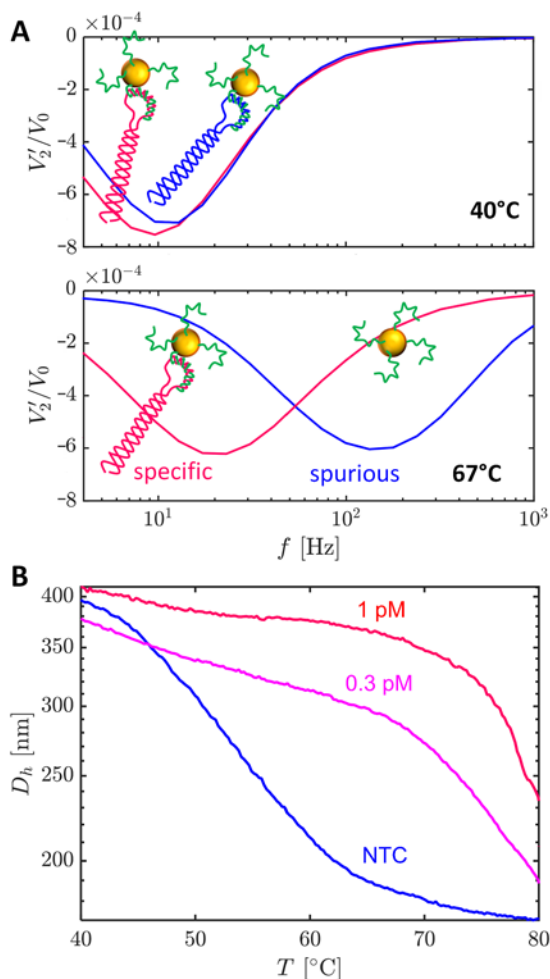 A
×10⁻⁴
0
−2
−4
−6
−8
V₂′/V₀
40°C
×10⁻⁴
0
−2
−4
−6
−8
V₂′/V₀
specific
spurious
67°C
10¹
10²
10³
f [Hz]
B
400
350
300
250
200
D_h [nm]
1 pM
0.3 pM
NTC
40
50
60
70
80
T [°C]